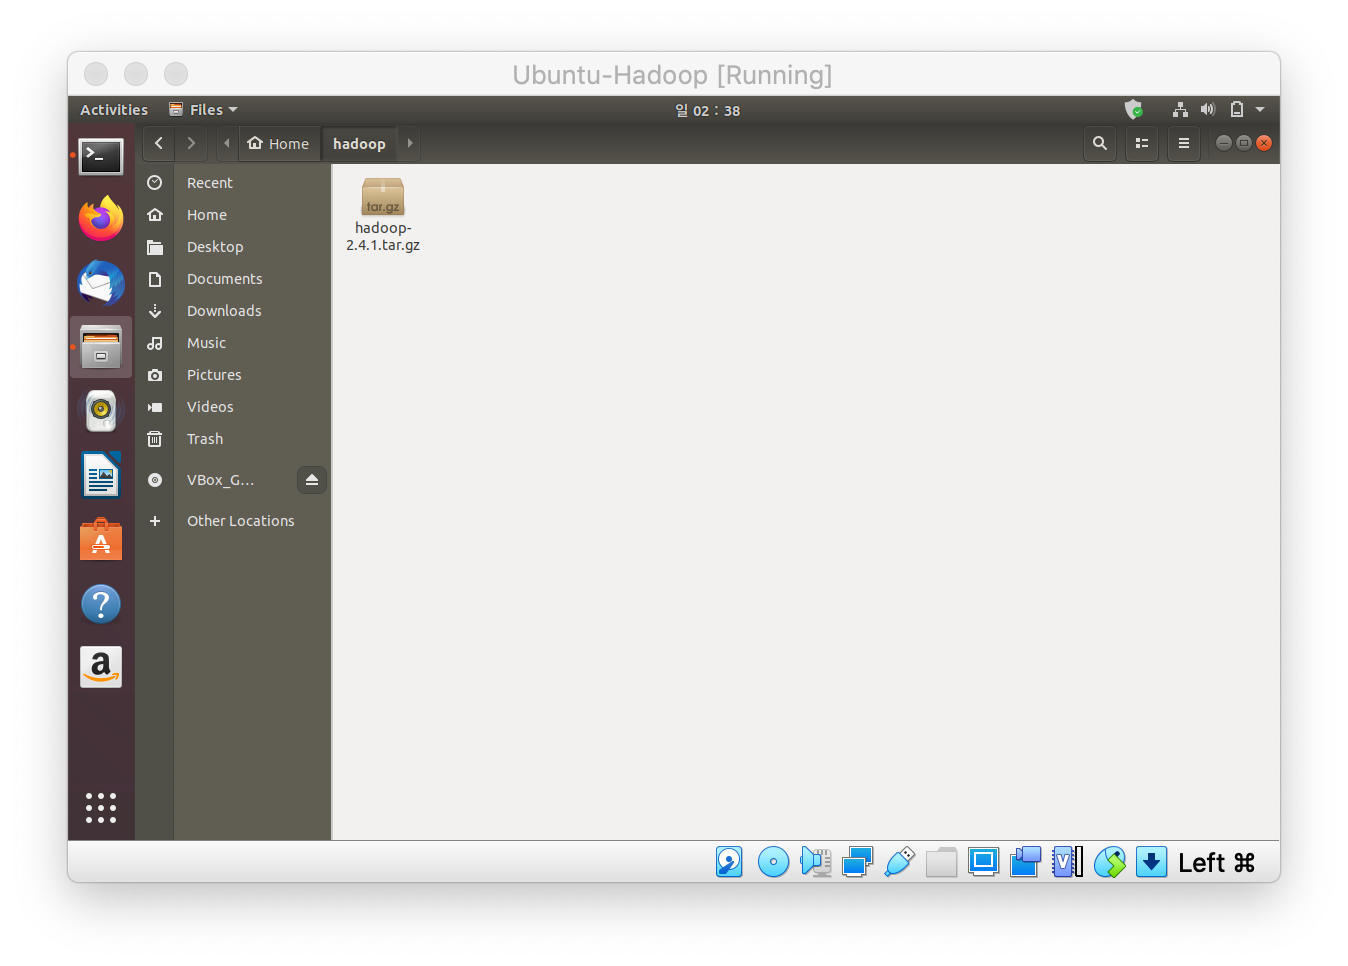 Ubuntu-Hadoop [Running]
Activities
Files
일 02 : 38
Home
hadoop
Recent
Home
Desktop
Documents
Downloads
Music
Pictures
Videos
Trash
VBox_G...
Other Locations
tar.gz
hadoop-
2.4.1.tar.gz
Left ⌘